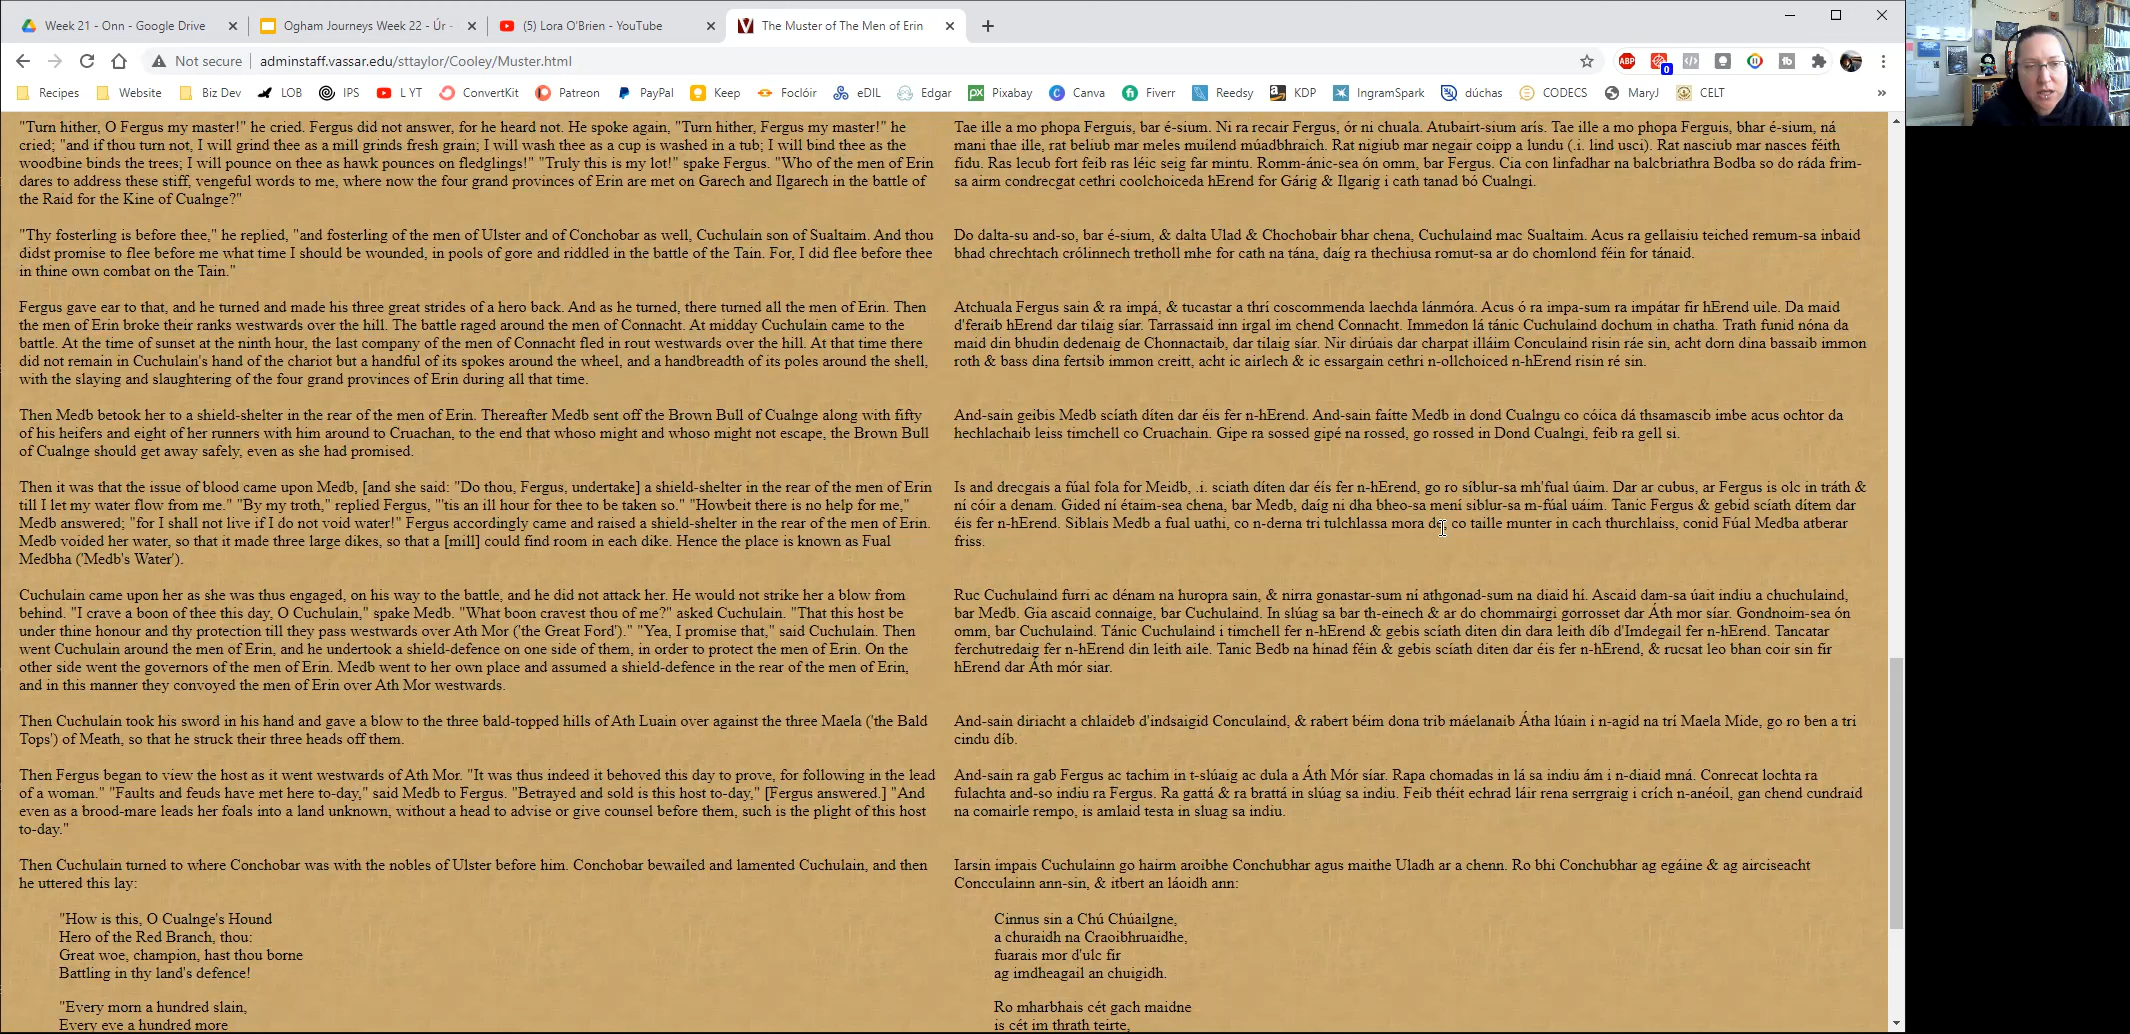 Week 21 - Onn - Google Drive
Ogham Journeys Week 22 - Úr -
(5) Lora O'Brien - YouTube
The Muster of The Men of Erin
Not secure
adminstaff.vassar.edu/sttaylor/Cooley/Muster.html
ABP
0
Recipes
Website
Biz Dev
LOB
IPS
L YT
ConvertKit
Patreon
PayPal
Keep
Foclóir
eDIL
Edgar
Pixabay
Canva
Fiverr
Reedsy
KDP
IngramSpark
dúchas
CODECS
MaryJ
CELT
"Turn hither, O Fergus my master!" he cried. Fergus did not answer, for he heard not. He spoke again, "Turn hither, Fergus my master!" he
cried; "and if thou turn not, I will grind thee as a mill grinds fresh grain; I will wash thee as a cup is washed in a tub; I will bind thee as the
woodbine binds the trees; I will pounce on thee as hawk pounces on fledglings!" "Truly this is my lot!" spake Fergus. "Who of the men of Erin
dares to address these stiff, vengeful words to me, where now the four grand provinces of Erin are met on Garech and Ilgarech in the battle of
the Raid for the Kine of Cualnge?"
Tae ille a mo phopa Ferguis, bar é-sium. Ni ra recair Fergus, ór ni chuala. Atubairt-sium arís. Tae ille a mo phopa Ferguis, bhar é-sium, ná
mani thae ille, rat beliub mar meles muilend múadbhraich. Rat nigiub mar negair coipp a lundu (.i. lind usci). Rat nasciub mar nasces féith
fidu. Ras lecub fort feib ras léic seig far mintu. Romm-ánic-sea ón omm, bar Fergus. Cia con linfadhar na balcbriathra Bodba so do ráda frim-
sa airm condrecgat cethri coolchoiceda hErend for Gárig & Ilgarig i cath tanad bó Cualngi.
"Thy fosterling is before thee," he replied, "and fosterling of the men of Ulster and of Conchobar as well, Cuchulain son of Sualtaim. And thou
didst promise to flee before me what time I should be wounded, in pools of gore and riddled in the battle of the Tain. For, I did flee before thee
in thine own combat on the Tain."
Do dalta-su and-so, bar é-sium, & dalta Ulad & Chochobair bhar chena, Cuchulaind mac Sualtaim. Acus ra gellaisiu teiched remum-sa inbaid
bhad chrechtach crólinnech tretholl mhe for cath na tána, daíg ra thechiusa romut-sa ar do chomlond féin for tánaid.
Fergus gave ear to that, and he turned and made his three great strides of a hero back. And as he turned, there turned all the men of Erin. Then
the men of Erin broke their ranks westwards over the hill. The battle raged around the men of Connacht. At midday Cuchulain came to the
battle. At the time of sunset at the ninth hour, the last company of the men of Connacht fled in rout westwards over the hill. At that time there
did not remain in Cuchulain's hand of the chariot but a handful of its spokes around the wheel, and a handbreadth of its poles around the shell,
with the slaying and slaughtering of the four grand provinces of Erin during all that time.
Atchuala Fergus sain & ra impá, & tucastar a thrí coscommenda laechda lánmóra. Acus ó ra impa-sum ra impátar fir hErend uile. Da maid
d'feraib hErend dar tilaig síar. Tarrassaid inn irgal im chend Connacht. Immedon lá tánic Cuchulaind dochum in chatha. Trath funid nóna da
maid din bhudin dedenaig de Chonnactaib, dar tilaig síar. Nir dirúais dar charpat illáim Conculaind risin ráe sin, acht dorn dina bassaib immon
roth & bass dina fertsib immon creitt, acht ic airlech & ic essargain cethri n-ollchoiced n-hErend risin ré sin.
Then Medb betook her to a shield-shelter in the rear of the men of Erin. Thereafter Medb sent off the Brown Bull of Cualnge along with fifty
of his heifers and eight of her runners with him around to Cruachan, to the end that whoso might and whoso might not escape, the Brown Bull
of Cualnge should get away safely, even as she had promised.
And-sain geibis Medb scíath díten dar éis fer n-hErend. And-sain faítte Medb in dond Cualngu co cóica dá thsamascib imbe acus ochtor da
hechlachaib leiss timchell co Cruachain. Gipe ra sossed gipé na rossed, go rossed in Dond Cualngi, feib ra gell si.
Then it was that the issue of blood came upon Medb, [and she said: "Do thou, Fergus, undertake] a shield-shelter in the rear of the men of Erin
till I let my water flow from me." "By my troth," replied Fergus, "'tis an ill hour for thee to be taken so." "Howbeit there is no help for me,"
Medb answered; "for I shall not live if I do not void water!" Fergus accordingly came and raised a shield-shelter in the rear of the men of Erin.
Medb voided her water, so that it made three large dikes, so that a [mill] could find room in each dike. Hence the place is known as Fual
Medbha ('Medb's Water').
Is and drecgais a fúal fola for Meidb, .i. sciath díten dar éis fer n-hErend, go ro síblur-sa mh'fual úaim. Dar ar cubus, ar Fergus is olc in tráth &
ni cóir a denam. Gided ní étaim-sea chena, bar Medb, daíg ni dha bheo-sa mení siblur-sa m-fúal uáim. Tanic Fergus & gebid scíath dítem dar
éis fer n-hErend. Siblais Medb a fual uathi, co n-derna tri tulchlassa mora de, co taille munter in cach thurchlaiss, conid Fúal Medba atberar
friss.
Cuchulain came upon her as she was thus engaged, on his way to the battle, and he did not attack her. He would not strike her a blow from
behind. "I crave a boon of thee this day, O Cuchulain," spake Medb. "What boon cravest thou of me?" asked Cuchulain. "That this host be
under thine honour and thy protection till they pass westwards over Ath Mor ('the Great Ford')." "Yea, I promise that," said Cuchulain. Then
went Cuchulain around the men of Erin, and he undertook a shield-defence on one side of them, in order to protect the men of Erin. On the
other side went the governors of the men of Erin. Medb went to her own place and assumed a shield-defence in the rear of the men of Erin,
and in this manner they convoyed the men of Erin over Ath Mor westwards.
Ruc Cuchulaind furri ac dénam na huropra sain, & nirra gonastar-sum ní athgonad-sum na diaid hí. Ascaid dam-sa úait indiu a chuchulaind,
bar Medb. Gia ascaid connaige, bar Cuchulaind. In slúag sa bar th-einech & ar do chommairgi gorrosset dar Áth mor síar. Gondnoim-sea ón
omm, bar Cuchulaind. Tánic Cuchulaind i timchell fer n-hErend & gebis scíath diten din dara leith díb d'Imdegail fer n-hErend. Tancatar
ferchutredaig fer n-hErend din leith aile. Tanic Bedb na hinad féin & gebis scíath diten dar éis fer n-hErend, & rucsat leo bhan coir sin fír
hErend dar Áth mór siar.
Then Cuchulain took his sword in his hand and gave a blow to the three bald-topped hills of Ath Luain over against the three Maela ('the Bald
Tops') of Meath, so that he struck their three heads off them.
And-sain diriacht a chlaideb d'indsaigid Conculaind, & rabert béim dona trib máelanaib Átha lúain i n-agid na trí Maela Mide, go ro ben a tri
cindu díb.
Then Fergus began to view the host as it went westwards of Ath Mor. "It was thus indeed it behoved this day to prove, for following in the lead
of a woman." "Faults and feuds have met here to-day," said Medb to Fergus. "Betrayed and sold is this host to-day," [Fergus answered.] "And
even as a brood-mare leads her foals into a land unknown, without a head to advise or give counsel before them, such is the plight of this host
to-day."
And-sain ra gab Fergus ac tachim in t-slúaig ac dula a Áth Mór síar. Rapa chomadas in lá sa indiu ám i n-diaid mná. Conrecat lochta ra
fulachta and-so indiu ra Fergus. Ra gattá & ra brattá in slúag sa indiu. Feib théit echrad láir rena serrgraig i crích n-anéoil, gan chend cundraid
na comairle rempo, is amlaid testa in sluag sa indiu.
Then Cuchulain turned to where Conchobar was with the nobles of Ulster before him. Conchobar bewailed and lamented Cuchulain, and then
he uttered this lay:
Iarsin impais Cuchulainn go hairm aroibhe Conchubhar agus maithe Uladh ar a chenn. Ro bhi Conchubhar ag egáine & ag airciseacht
Concculainn ann-sin, & itbert an láoidh ann:
"How is this, O Cualnge's Hound
Hero of the Red Branch, thou:
Great woe, champion, hast thou borne
Battling in thy land's defence!
Cinnus sin a Chú Chúailgne,
a churaidh na Craoibhruaidhe,
fuarais mor d'ulc fír
ag imdheagail an chuigidh.
"Every morn a hundred slain,
Every eve a hundred more
Ro mharbhais cét gach maidne
is cét im thrath teirte,